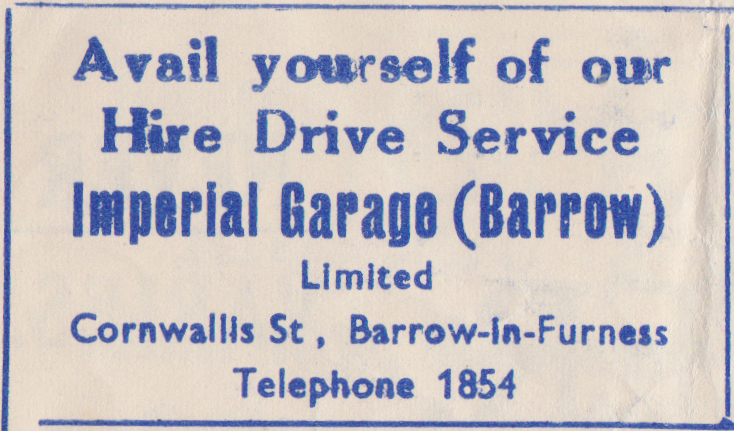 Avail yourself of our
Hire Drive Service
Imperial Garage (Barrow)
Limited
Cornwallis St, Barrow-in-Furness
Telephone 1854